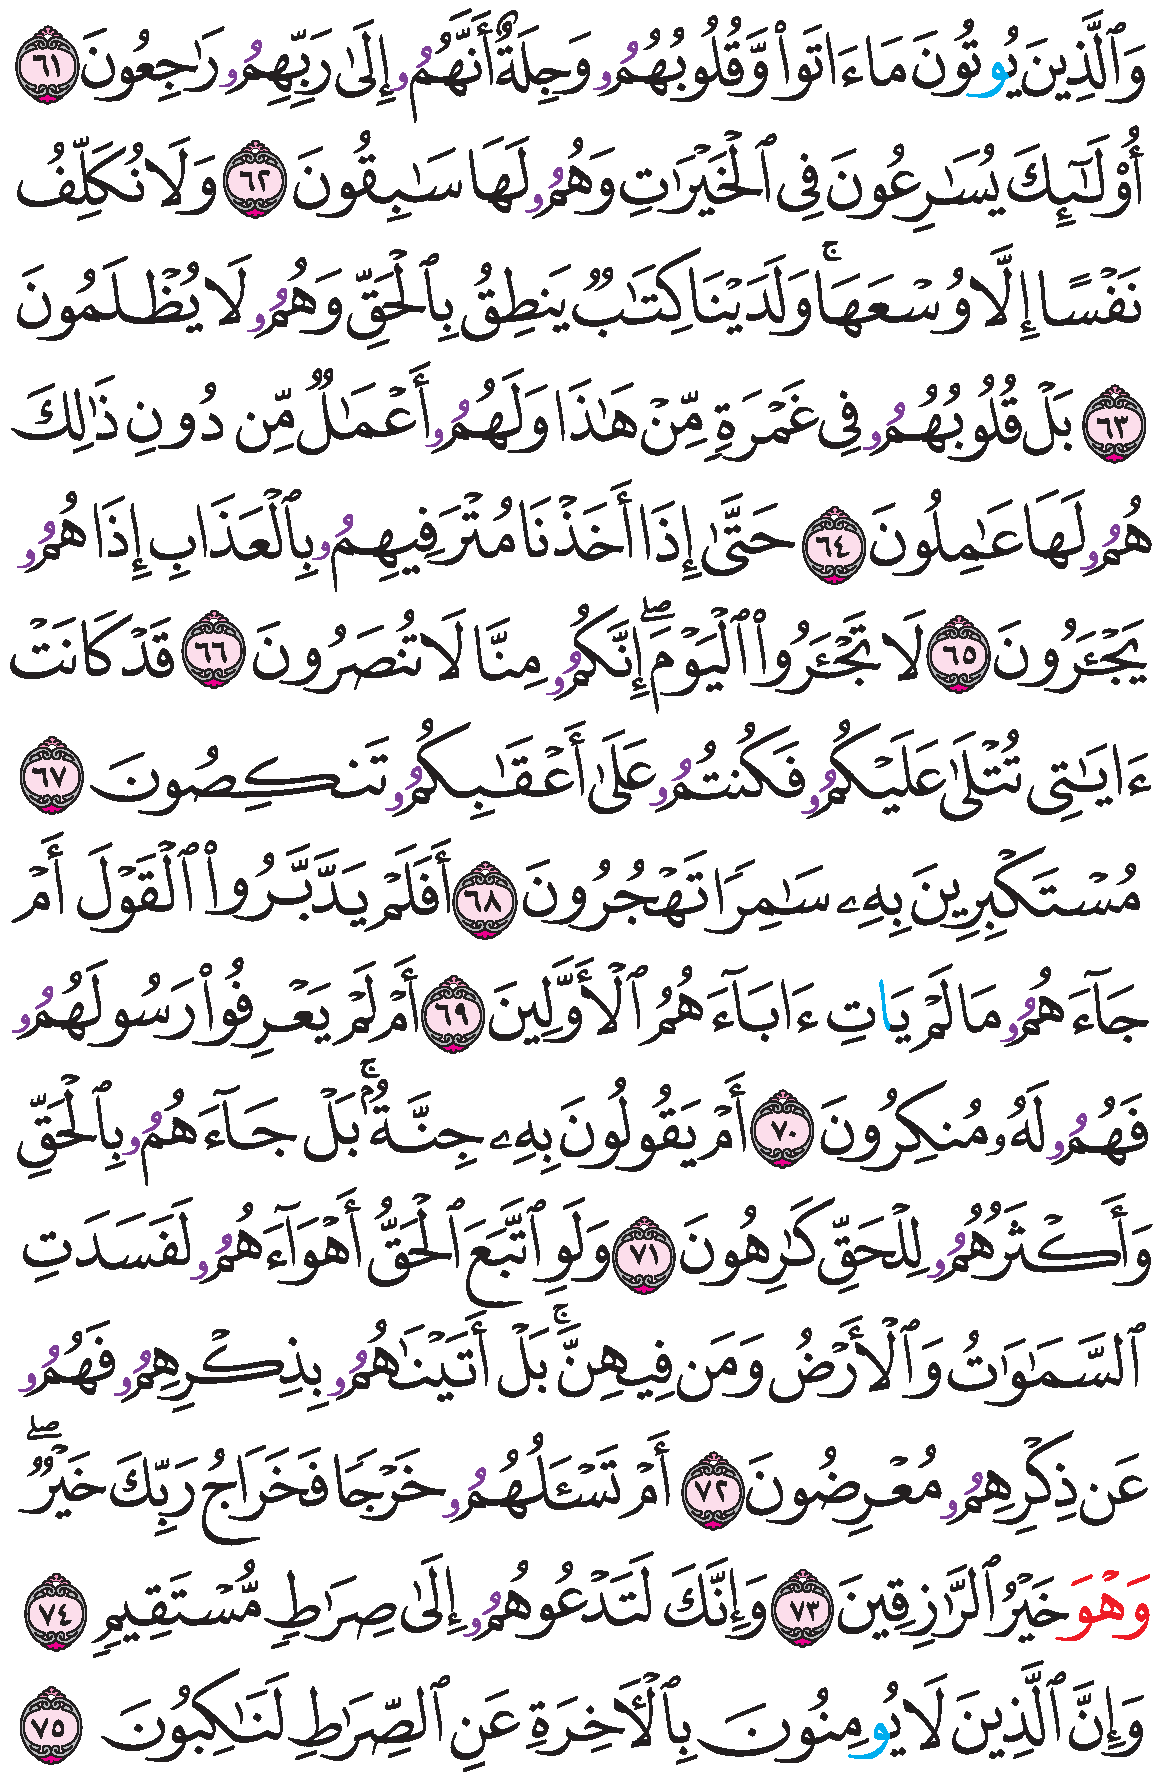 وَٱلَّذِينَ يُوتُونَ مَا ءَاتَواْ وَّقُلُوبُهُمُۥ وَجِلَةٌ أَنَّهُمُۥ إِلَىٰ رَبِّهِمُۥ رَٰجِعُونَ ٦١
أُوْلَٰٓئِكَ يُسَٰرِعُونَ فِى ٱلْخَيْرَٰتِ وَهُمُۥ لَهَا سَٰبِقُونَ ٦٢ وَلَا نُكَلِّفُ
نَفْسًا إِلَّا وُسْعَهَاۚ وَلَدَيْنَا كِتَٰبٌ يَنطِقُ بِٱلْحَقِّ وَهُمُۥ لَا يُظْلَمُونَ
٦٣ بَلْ قُلُوبُهُمُۥ فِى غَمْرَةٍ مِّنْ هَٰذَا وَلَهُمُۥ أَعْمَٰلٌ مِّن دُونِ ذَٰلِكَ
هُمُۥ لَهَا عَٰمِلُونَ ٦٤ حَتَّىٰ إِذَا أَخَذْنَا مُتْرَفِيهِمُۥ بِٱلْعَذَابِ إِذَا هُمُۥ
يَجْـَٔرُونَ ٦٥ لَا تَجْـَٔرُواْ ٱلْيَوْمَۖ إِنَّكُمُۥ مِنَّا لَا تُنصَرُونَ ٦٦ قَدْ كَانَتْ
ءَايَٰتِى تُتْلَىٰ عَلَيْكُمُۥ فَكُنتُمُۥ عَلَىٰ أَعْقَٰبِكُمُۥ تَنكِصُونَ ٦٧
مُسْتَكْبِرِينَ بِهِۦ سَٰمِرًا تَهْجُرُونَ ٦٨ أَفَلَمْ يَدَّبَّرُواْ ٱلْقَوْلَ أَمْ
جَآءَهُمُۥ مَا لَمْ يَاتِ ءَابَآءَهُمُ ٱلْأَوَّلِينَ ٦٩ أَمْ لَمْ يَعْرِفُواْ رَسُولَهُمُۥ
فَهُمُۥ لَهُۥ مُنكِرُونَ ٧٠ أَمْ يَقُولُونَ بِهِۦ جِنَّةُۢۚ بَلْ جَآءَهُمُۥ بِٱلْحَقِّ
وَأَكْثَرُهُمُۥ لِلْحَقِّ كَٰرِهُونَ ٧١ وَلَوِ ٱتَّبَعَ ٱلْحَقُّ أَهْوَآءَهُمُۥ لَفَسَدَتِ
ٱلسَّمَٰوَٰتُ وَٱلْأَرْضُ وَمَن فِيهِنَّۚ بَلْ أَتَيْنَٰهُمُۥ بِذِكْرِهِمُۥ فَهُمُۥ
عَن ذِكْرِهِمُۥ مُعْرِضُونَ ٧٢ أَمْ تَسْـَٔلُهُمُۥ خَرْجًا فَخَرَاجُ رَبِّكَ خَيْرٌۖ
وَهْوَ خَيْرُ ٱلرَّٰزِقِينَ ٧٣ وَإِنَّكَ لَتَدْعُوهُمُۥ إِلَىٰ صِرَٰطٍ مُّسْتَقِيمٍ ٧٤
وَإِنَّ ٱلَّذِينَ لَا يُومِنُونَ بِٱلْأَخِرَةِ عَنِ ٱلصِّرَٰطِ لَنَٰكِبُونَ ٧٥